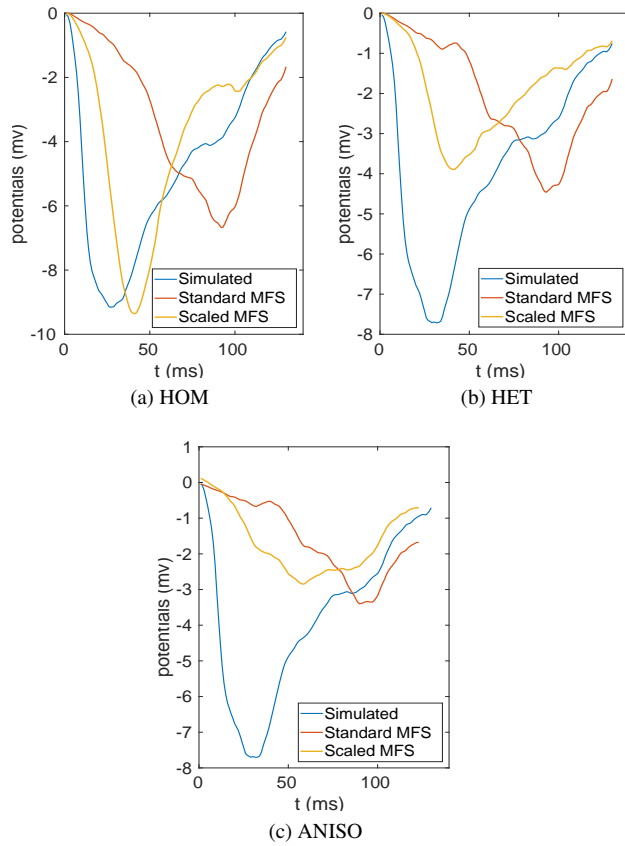 0
-2
-4
-6
-8
-10
0
50
100
potentials (mv)
t (ms)
Simulated
Standard MFS
Scaled MFS
(a) HOM
0
-1
-2
-3
-4
-5
-6
-7
-8
0
50
100
potentials (mv)
t (ms)
Simulated
Standard MFS
Scaled MFS
(b) HET
1
0
-1
-2
-3
-4
-5
-6
-7
-8
0
50
100
potentials (mv)
t (ms)
Simulated
Standard MFS
Scaled MFS
(c) ANISO